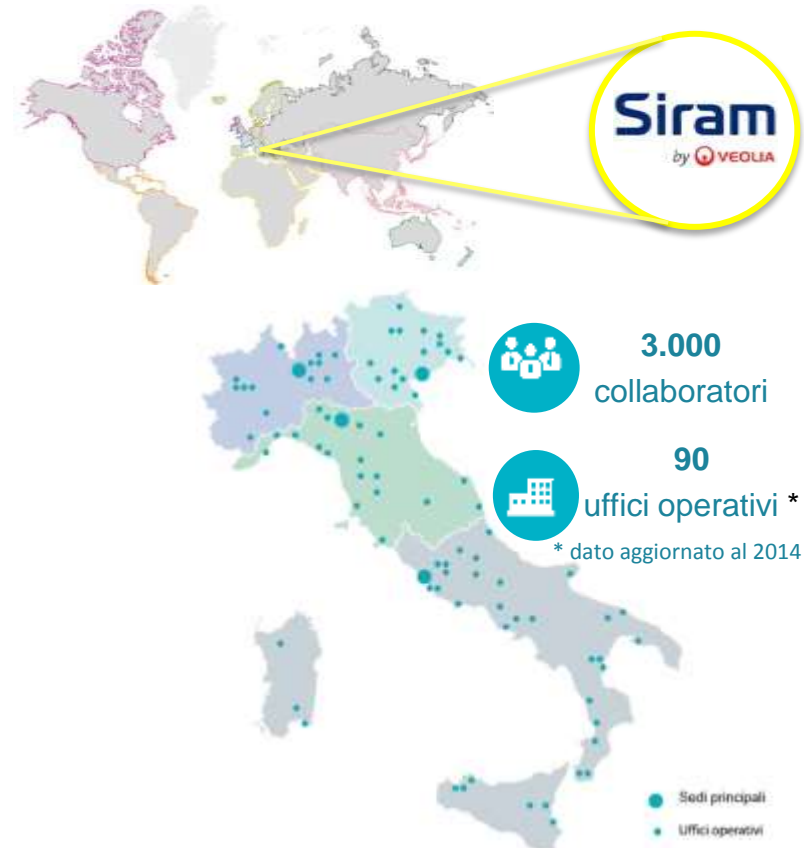 Siram
by VEOLIA
3.000
collaboratori
90
uffici operativi *
* dato aggiornato al 2014
Sedi principali
Uffici operativi